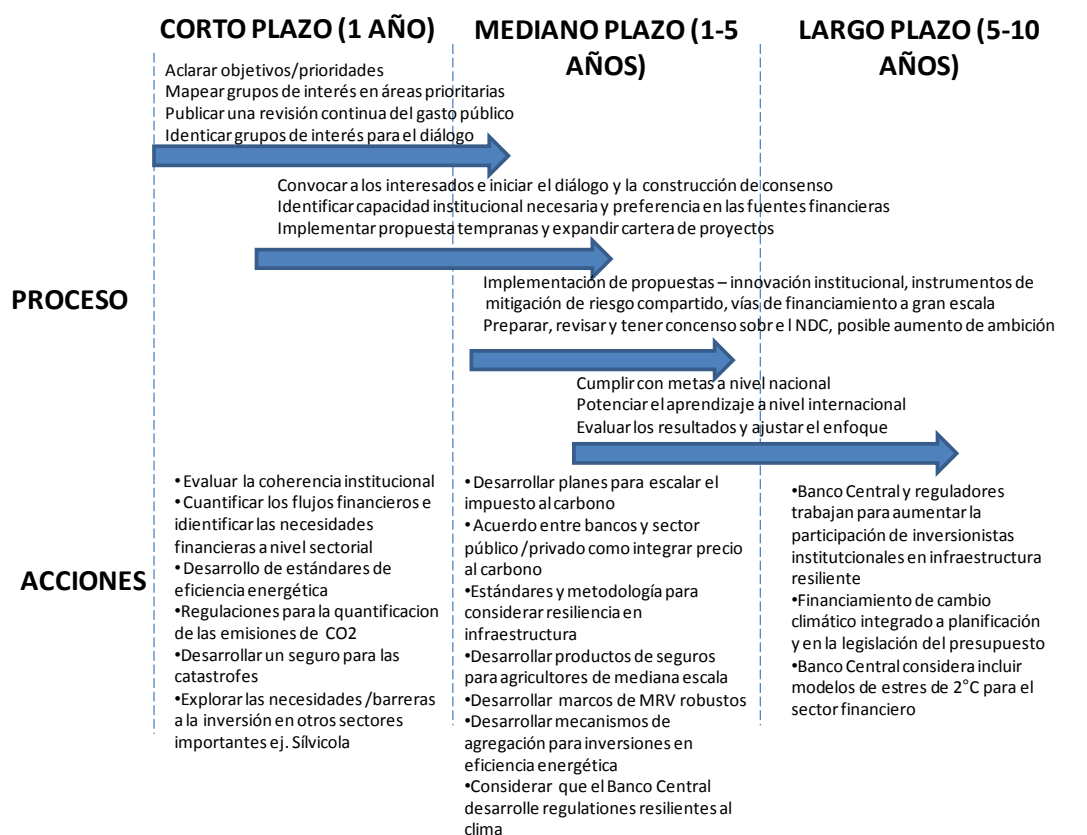 CORTO PLAZO (1 AÑO)
MEDIANO PLAZO (1-5
AÑOS)
LARGO PLAZO (5-10
AÑOS)
Aclarar objetivos/prioridades
Mapear grupos de interés en áreas prioritarias
Publicar una revisión continua del gasto público
Identicar grupos de interés para el diálogo
Convocar a los interesados e iniciar el diálogo y la construcción de consenso
Identificar capacidad institucional necesaria y preferencia en las fuentes financieras
Implementar propuesta tempranas y expandir cartera de proyectos
PROCESO
Implementación de propuestas – innovación institucional, instrumentos de
mitigación de riesgo compartido, vías de financiamiento a gran escala
Preparar, revisar y tener concenso sobr e l NDC, posible aumento de ambición
Cumplir con metas a nivel nacional
Potenciar el aprendizaje a nivel internacional
Evaluar los resultados y ajustar el enfoque
ACCIONES
•Evaluar la coherencia institucional
•Cuantificar los flujos financieros e
idientificar las necesidades
financieras a nivel sectorial
•Desarrollo de estándares de
eficiencia energética
•Regulaciones para la quantificacion
de las emisiones de CO2
•Desarrollar un seguro para las
catastrofes
•Explorar las necesidades /barreras
a la inversión en otros sectores
importantes ej. Sílvicola
•Desarrollar planes para escalar el
impuesto al carbono
•Acuerdo entre bancos y sector
público /privado como integrar precio
al carbono
•Estándares y metodología para
considerar resiliencia en
infraestructura
•Desarrollar productos de seguros
para agricultores de mediana escala
•Desarrollar marcos de MRV robustos
•Desarrollar mecanismos de
agregación para inversiones en
eficiencia energética
•Considerar que el Banco Central
desarrolle regulationes resilientes al
clima
•Banco Central y reguladores
trabajan para aumentar la
participación de inversionistas
institutcionales en infraestructura
resiliente
•Financiamiento de cambio
climático integrado a planificación
y en la legislación del presupuesto
•Banco Central considera incluir
modelos de estres de 2°C para el
sector financiero